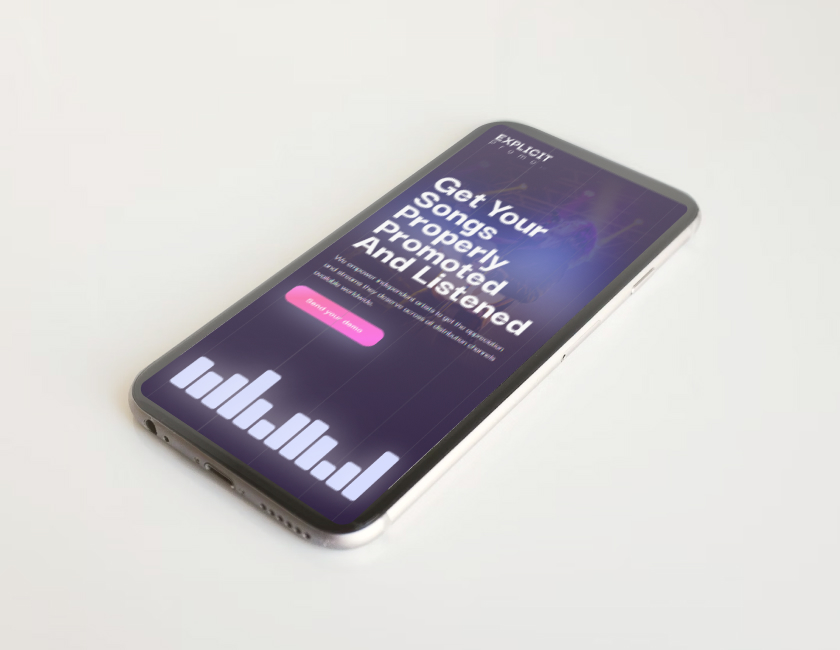 EXPLICIT
Promo
Get Your
Songs
Properly
Promoted
And Listened
We empower independent artists to get the appreciation
and streams they deserve across all distribution channels
available worldwide.
Send your demo